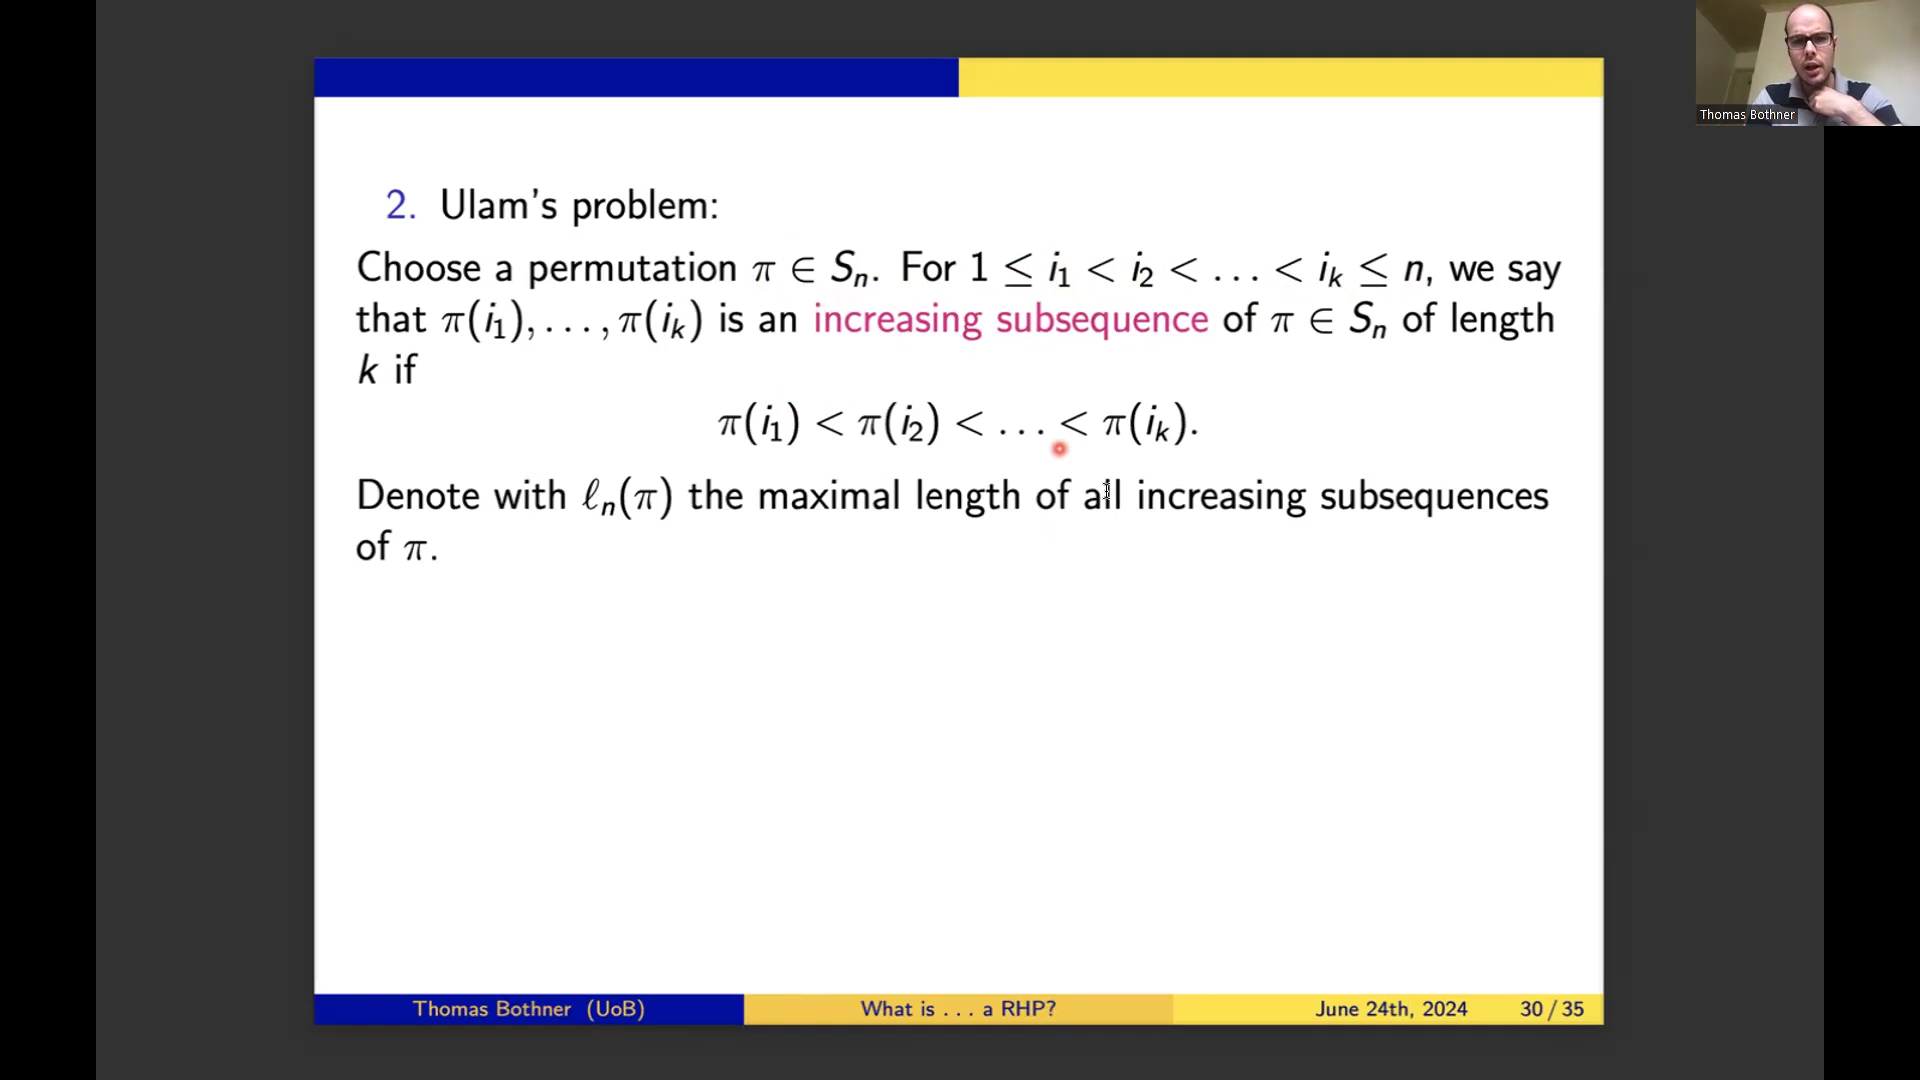 Thomas Bothner
2. Ulam's problem:
Choose a permutation π ∈ Sₙ. For 1 ≤ i₁ < i₂ < . . . < iₖ ≤ n, we say
that π(i₁), . . . , π(iₖ) is an increasing subsequence of π ∈ Sₙ of length
k if
π(i₁) < π(i₂) < . . . < π(iₖ).
Denote with ℓₙ(π) the maximal length of all increasing subsequences
of π.
Thomas Bothner (UoB) What is . . . a RHP? June 24th, 2024 30 / 35